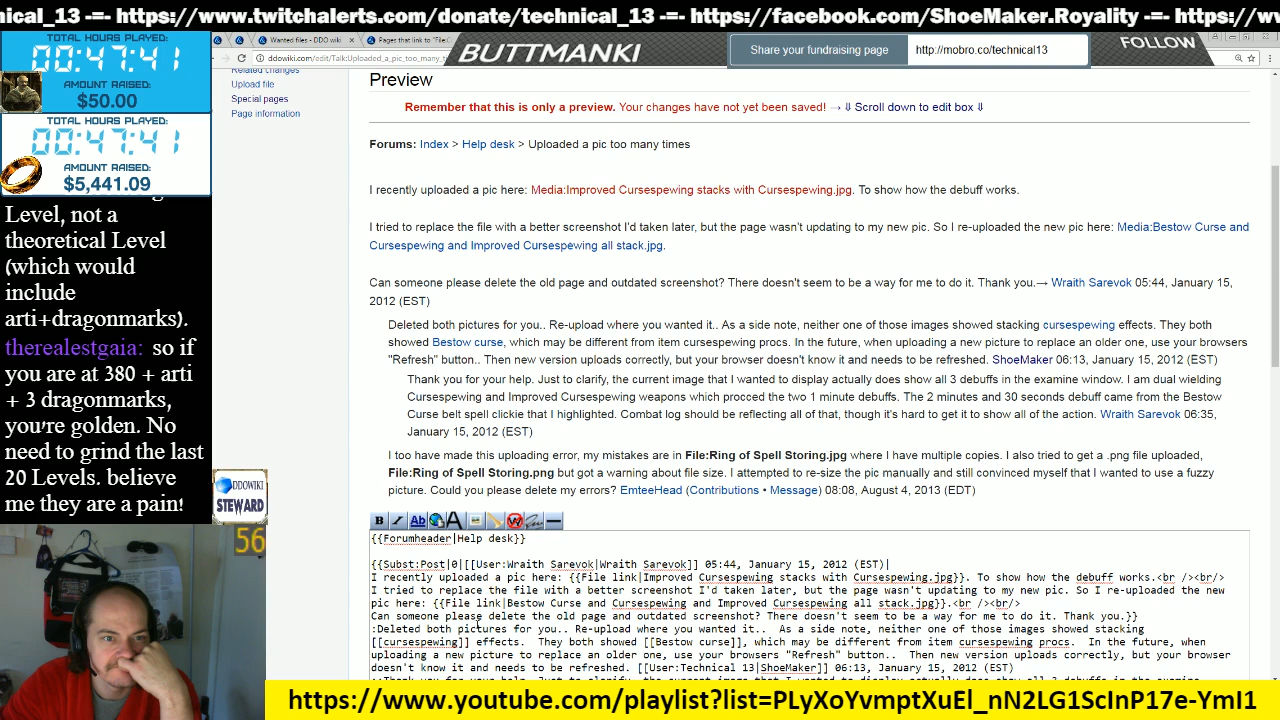 nical_13 -=- https://www.twitchalerts.com/donate/technical_13 -=- https://facebook.com/ShoeMaker.Royality -=- https://www
TOTAL HOURS PLAYED:
00:47:41
AMOUNT RAISED:
$50.00
TOTAL HOURS PLAYED:
00:47:41
AMOUNT RAISED:
$5,441.09
Level, not a
theoretical Level
(which would
include
arti+dragonmarks).
therealestgaia: so if
you are at 380 + arti
+ 3 dragonmarks,
you're golden. No
need to grind the last
20 Levels. believe
me they are a pain!
DDOWIKI
STEWARD
56
Wanted files - DDO wiki
Pages that link to "File:
ddowiki.com/edit/Talk:Uploaded_a_pic_too_many_t
BUTTMANKI
Share your fundraising page
http://mobro.co/technical13
FOLLOW
Related changes
Upload file
Special pages
Page information
Preview
Remember that this is only a preview. Your changes have not yet been saved! → ⇓ Scroll down to edit box ⇓
Forums: Index > Help desk > Uploaded a pic too many times
I recently uploaded a pic here: Media:Improved Cursespewing stacks with Cursespewing.jpg. To show how the debuff works.
I tried to replace the file with a better screenshot I'd taken later, but the page wasn't updating to my new pic. So I re-uploaded the new pic here: Media:Bestow Curse and
Cursespewing and Improved Cursespewing all stack.jpg.
Can someone please delete the old page and outdated screenshot? There doesn't seem to be a way for me to do it. Thank you.→ Wraith Sarevok 05:44, January 15,
2012 (EST)
Deleted both pictures for you.. Re-upload where you wanted it.. As a side note, neither one of those images showed stacking cursespewing effects. They both
showed Bestow curse, which may be different from item cursespewing procs. In the future, when uploading a new picture to replace an older one, use your browsers
"Refresh" button.. Then new version uploads correctly, but your browser doesn't know it and needs to be refreshed. ShoeMaker 06:13, January 15, 2012 (EST)
Thank you for your help. Just to clarify, the current image that I wanted to display actually does show all 3 debuffs in the examine window. I am dual wielding
Cursespewing and Improved Cursespewing weapons which procced the two 1 minute debuffs. The 2 minutes and 30 seconds debuff came from the Bestow
Curse belt spell clickie that I highlighted. Combat log should be reflecting all of that, though it's hard to get it to show all of the action. Wraith Sarevok 06:35,
January 15, 2012 (EST)
I too have made this uploading error, my mistakes are in File:Ring of Spell Storing.jpg where I have multiple copies. I also tried to get a .png file uploaded,
File:Ring of Spell Storing.png but got a warning about file size. I attempted to re-size the pic manually and still convinced myself that I wanted to use a fuzzy
picture. Could you please delete my errors? EmteeHead (Contributions • Message) 08:08, August 4, 2013 (EDT)
B I Ab A
{{Forumheader|Help desk}}
{{Subst:Post|0|[[User:Wraith Sarevok|Wraith Sarevok]] 05:44, January 15, 2012 (EST)|
I recently uploaded a pic here: {{File link|Improved Cursespewing stacks with Cursespewing.jpg}}. To show how the debuff works.<br /><br/>
I tried to replace the file with a better screenshot I'd taken later, but the page wasn't updating to my new pic. So I re-uploaded the new
pic here: {{File link|Bestow Curse and Cursespewing and Improved Cursespewing all stack.jpg}}.<br /><br/>
Can someone please delete the old page and outdated screenshot? There doesn't seem to be a way for me to do it. Thank you.}}
:Deleted both pictures for you.. Re-upload where you wanted it.. As a side note, neither one of those images showed stacking
[[cursespewing]] effects. They both showed [[Bestow curse]], which may be different from item cursespewing procs. In the future, when
uploading a new picture to replace an older one, use your browsers "Refresh" button.. Then new version uploads correctly, but your browser
doesn't know it and needs to be refreshed. [[User:Technical 13|ShoeMaker]] 06:13, January 15, 2012 (EST)
https://www.youtube.com/playlist?list=PLyXoYvmptXuEl_nN2LG1ScInP17e-YmI1